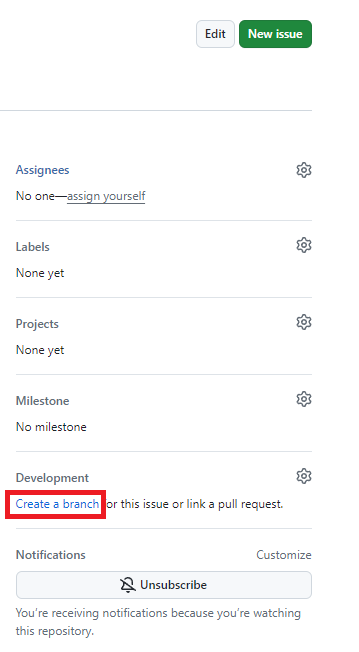 Edit New issue
Assignees
No one—assign yourself
Labels
None yet
Projects
None yet
Milestone
No milestone
Development
Create a branch or this issue or link a pull request.
Notifications Customize
Unsubscribe
You’re receiving notifications because you’re watching
this repository.